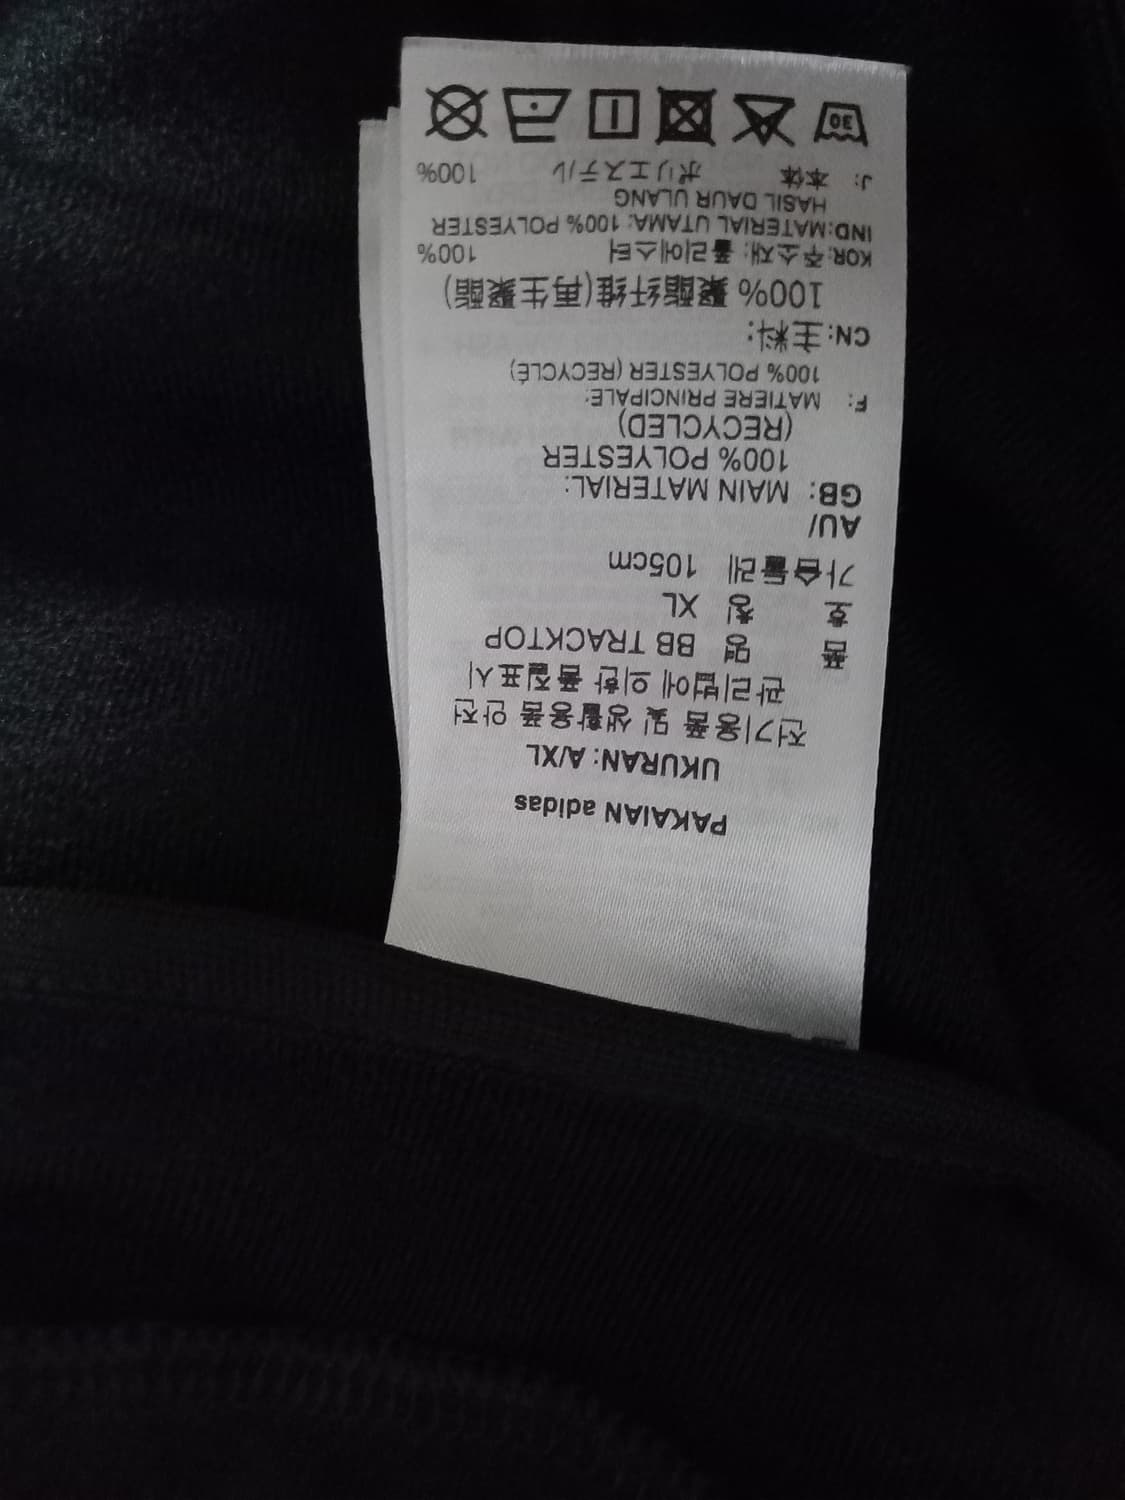 PAKAIAN adidas
UKURAN: A/XL
전기용품 및 생활용품 안전
관리법에 의한 품질표시
품 명 BB TRACKTOP
호 칭 XL
가슴둘레 105cm
AU/
GB: MAIN MATERIAL:
100% POLYESTER
(RECYCLED)
F: MATIERE PRINCIPALE:
100% POLYESTER (RECYCLÉ)
CN: 主料:
100% 聚酯纤维(再生聚酯)
KOR: 주소재: 폴리에스터 100%
IND: MATERIAL UTAMA: 100% POLYESTER
HASIL DAUR ULANG
J: 本体 ポリエステル 100%
30